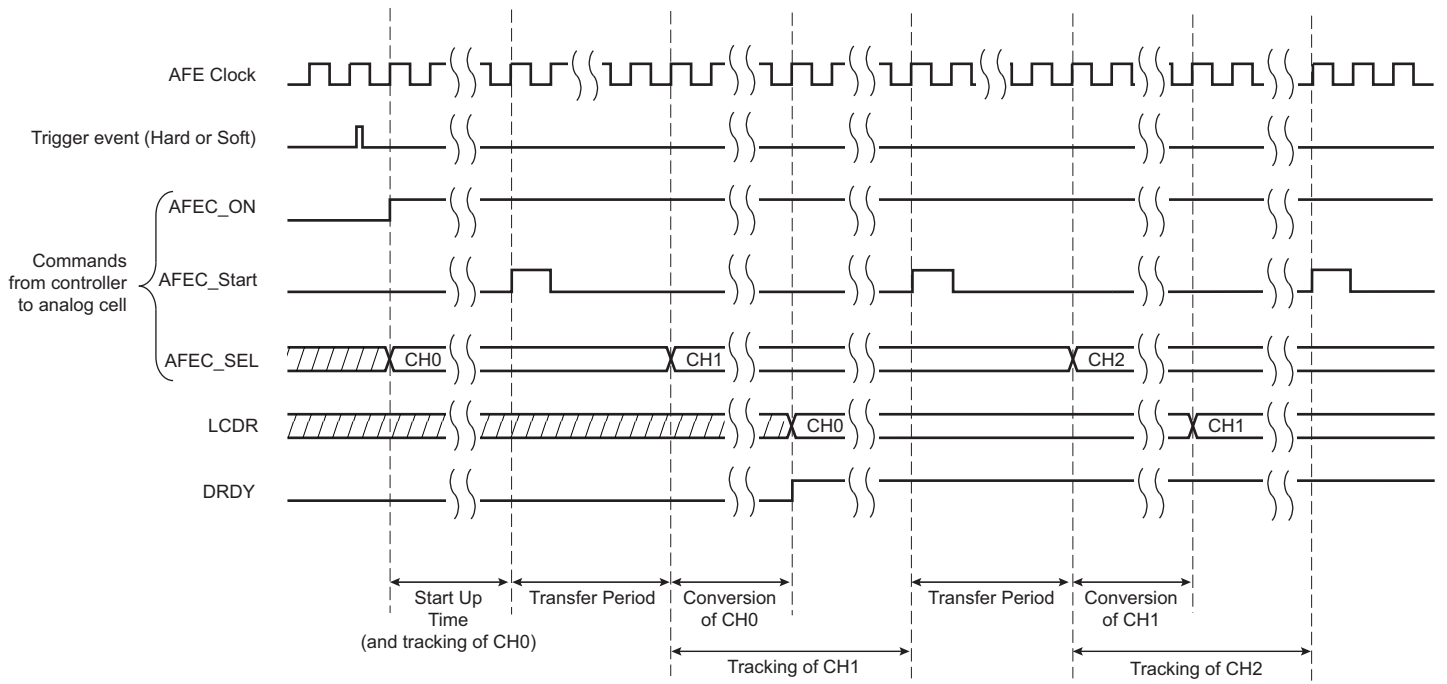 AFE Clock
Trigger event (Hard or Soft)
AFEC_ON
Commands
from controller
to analog cell
AFEC_Start
AFEC_SEL
CH0
CH1
CH2
LCDR
CH0
CH1
DRDY
Start Up
Time
(and tracking of CH0)
Transfer Period
Conversion
of CH0
Transfer Period
Conversion
of CH1
Tracking of CH1
Tracking of CH2